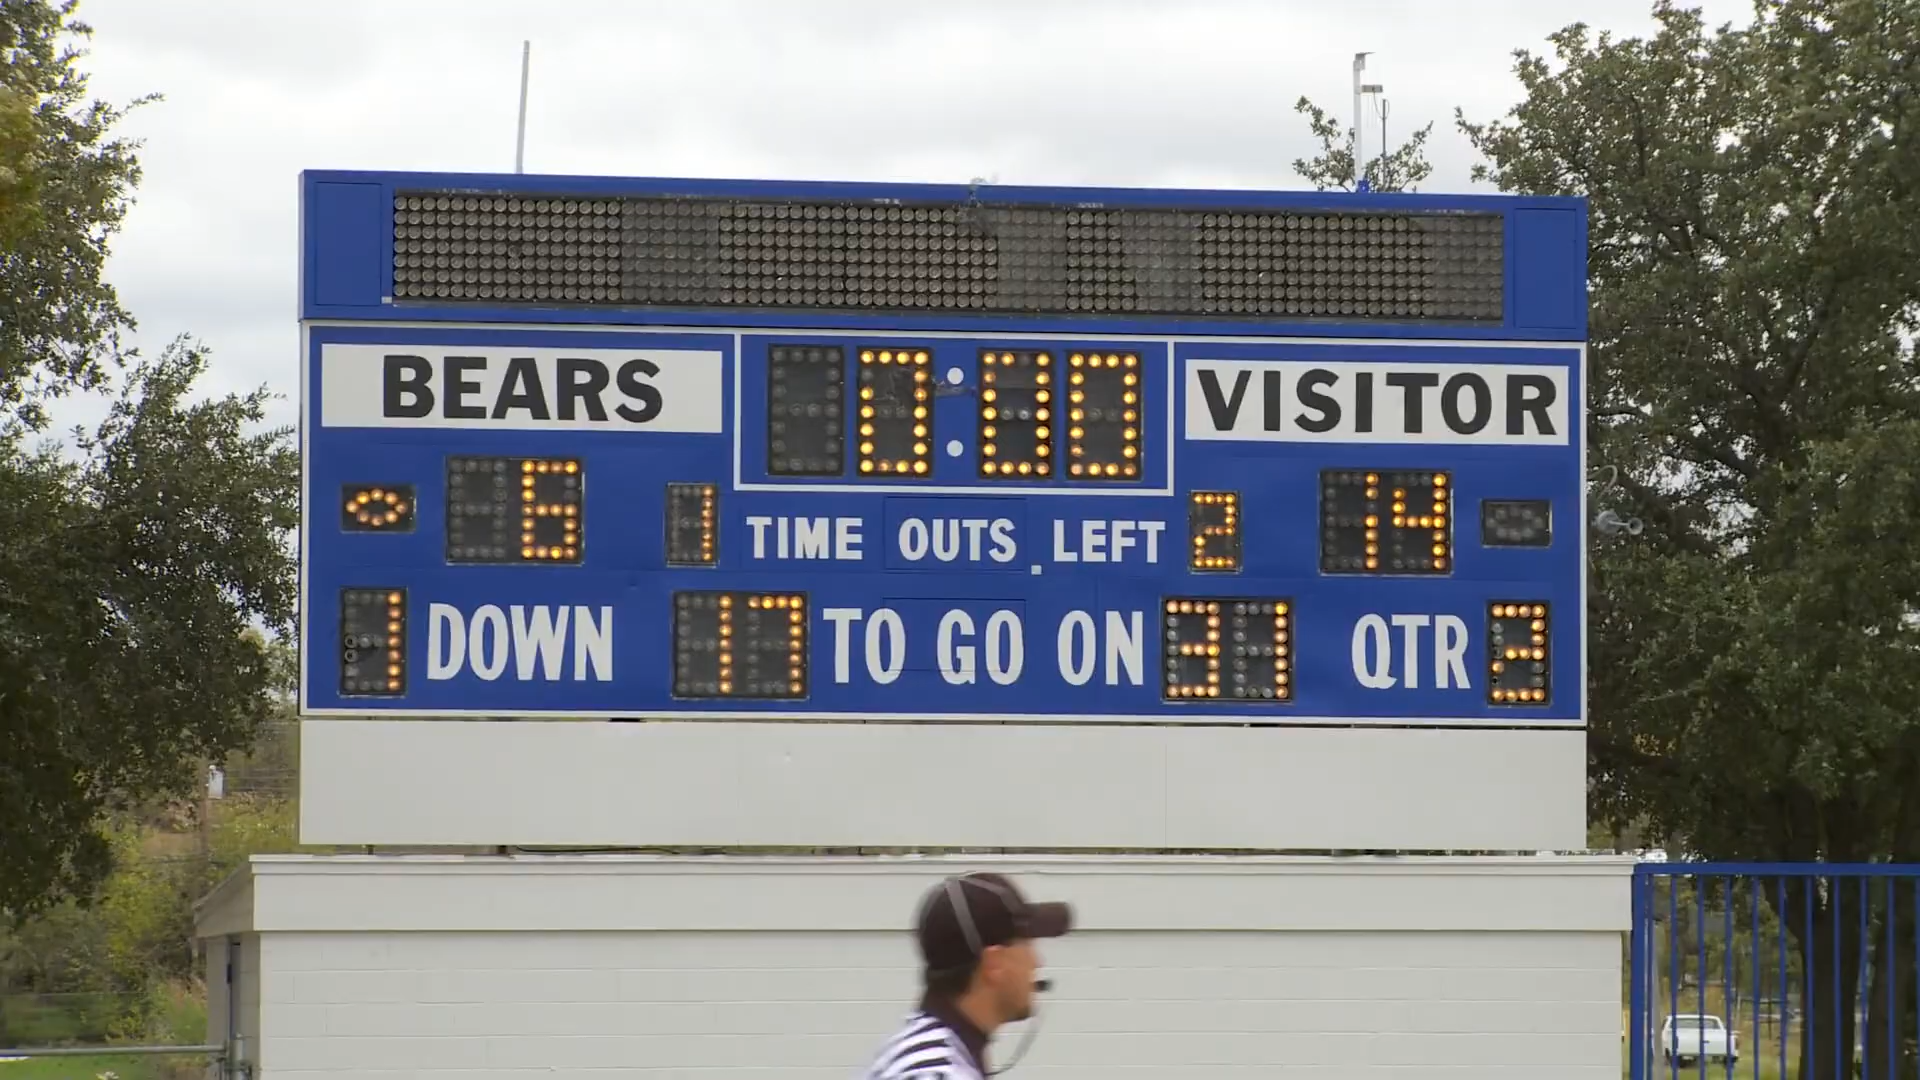 BEARS 0:00 VISITOR
6 1 TIME OUTS LEFT 2 14
1 DOWN 17 TO GO ON 31 QTR 2